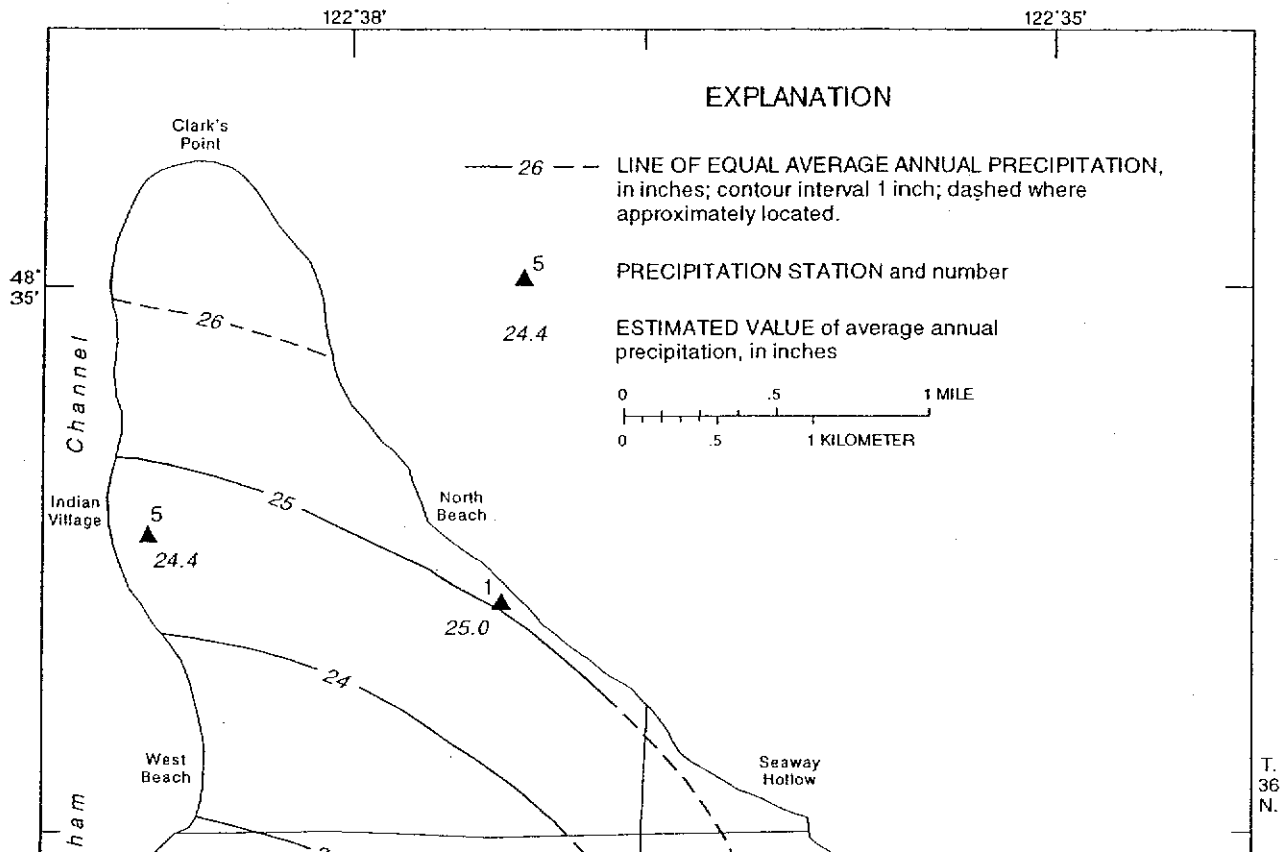 122°38'
122°35'
EXPLANATION
Clark's
Point
26
LINE OF EQUAL AVERAGE ANNUAL PRECIPITATION,
in inches; contour interval 1 inch; dashed where
approximately located.
5
PRECIPITATION STATION and number
48°
35'
24.4
ESTIMATED VALUE of average annual
precipitation, in inches
26
0 .5 1 MILE
0 .5 1 KILOMETER
Channel
25
Indian
Village
North
Beach
5
24.4
1
25.0
24
West
Beach
Seaway
Hollow
T.
36
N.
ham